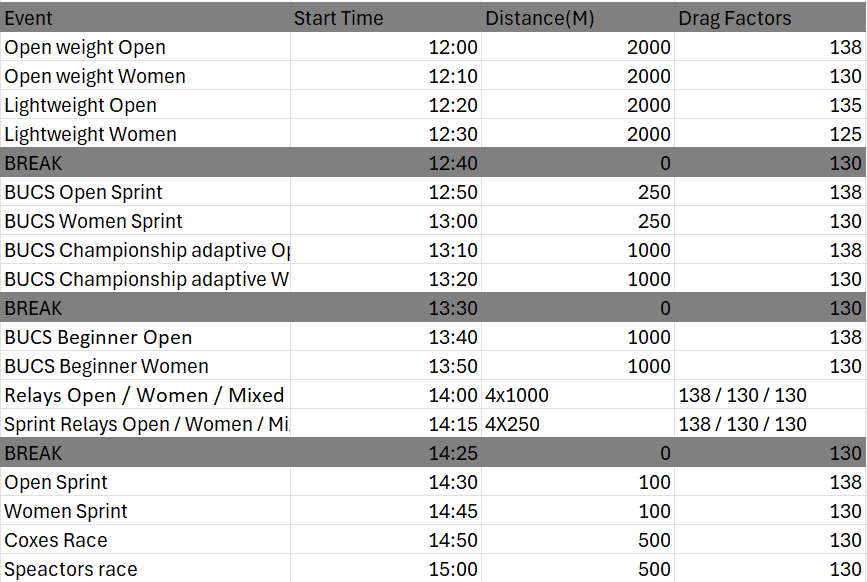 Event Start Time Distance(M) Drag Factors
Open weight Open 12:00 2000 138
Open weight Women 12:10 2000 130
Lightweight Open 12:20 2000 135
Lightweight Women 12:30 2000 125
BREAK 12:40 0 130
BUCS Open Sprint 12:50 250 138
BUCS Women Sprint 13:00 250 130
BUCS Championship adaptive Op 13:10 1000 138
BUCS Championship adaptive W 13:20 1000 130
BREAK 13:30 0 130
BUCS Beginner Open 13:40 1000 138
BUCS Beginner Women 13:50 1000 130
Relays Open / Women / Mixed 14:00 4x1000 138 / 130 / 130
Sprint Relays Open / Women / Mi 14:15 4X250 138 / 130 / 130
BREAK 14:25 0 130
Open Sprint 14:30 100 138
Women Sprint 14:45 100 130
Coxes Race 14:50 500 130
Speactors race 15:00 500 130